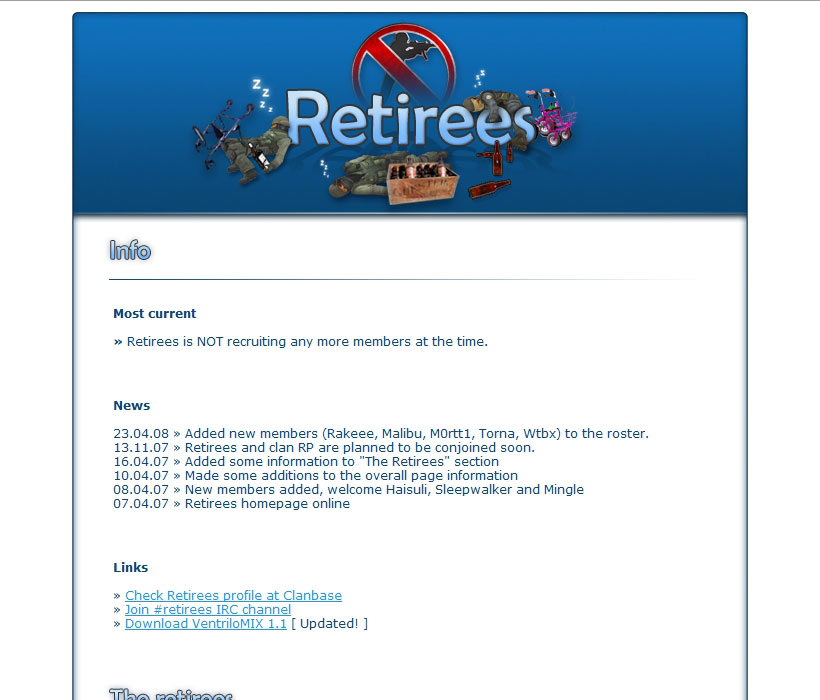 z z z z
z z z
Retirees
z z z z
Info
Most current
» Retirees is NOT recruiting any more members at the time.
News
23.04.08 » Added new members (Rakeee, Malibu, M0rtt1, Torna, Wtbx) to the roster.
13.11.07 » Retirees and clan RP are planned to be conjoined soon.
16.04.07 » Added some information to "The Retirees" section
10.04.07 » Made some additions to the overall page information
08.04.07 » New members added, welcome Haisuli, Sleepwalker and Mingle
07.04.07 » Retirees homepage online
Links
» Check Retirees profile at Clanbase
» Join #retirees IRC channel
» Download VentriloMIX 1.1 [ Updated! ]
The retirees